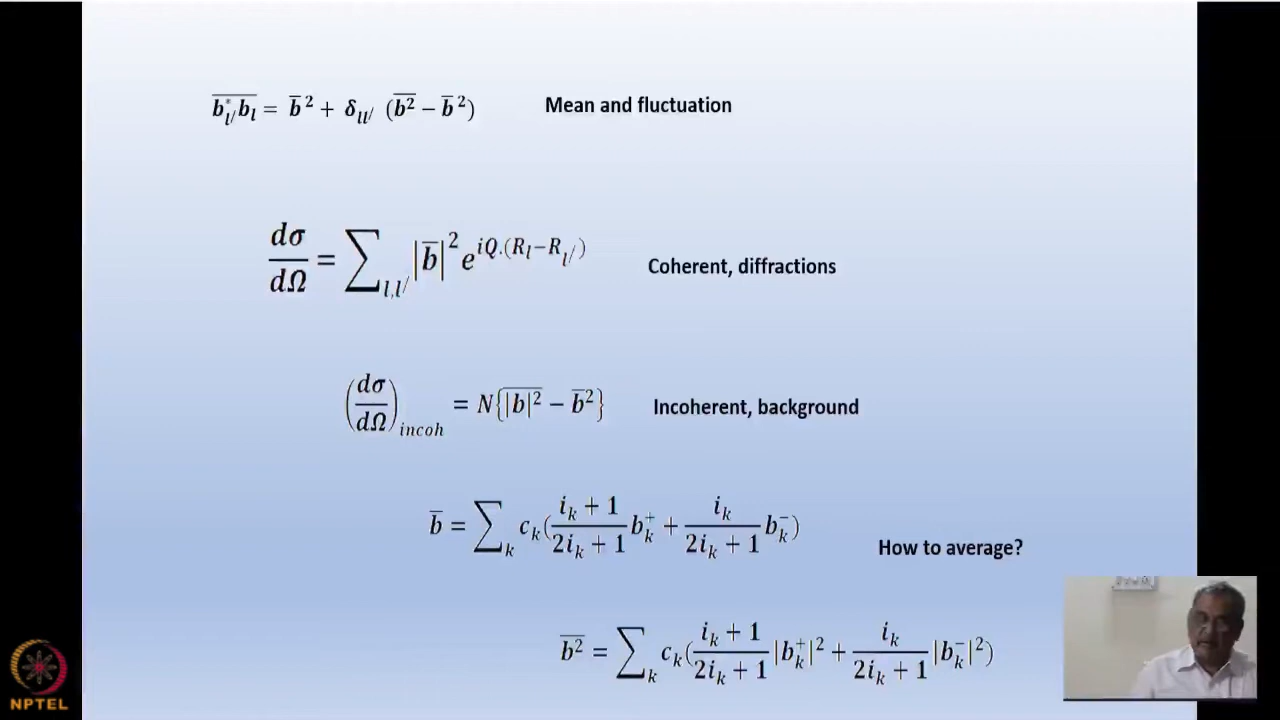 $\overline{b^*_{l'} b_l} = \bar{b}^2 + \delta_{ll'} (\overline{b^2} - \bar{b}^2)$ Mean and fluctuation
$\frac{d\sigma}{d\Omega} = \sum_{l,l'} |\bar{b}|^2 e^{iQ.(R_l - R_{l'})}$ Coherent, diffractions
$\left(\frac{d\sigma}{d\Omega}\right)_{incoh} = N\{\overline{|b|^2} - \bar{b}^2\}$ Incoherent, background
$\bar{b} = \sum_k c_k (\frac{i_k + 1}{2i_k + 1} b_k^+ + \frac{i_k}{2i_k + 1} b_k^-)$ How to average?
$\overline{b^2} = \sum_k c_k (\frac{i_k + 1}{2i_k + 1} |b_k^+|^2 + \frac{i_k}{2i_k + 1} |b_k^-|^2)$
NPTEL